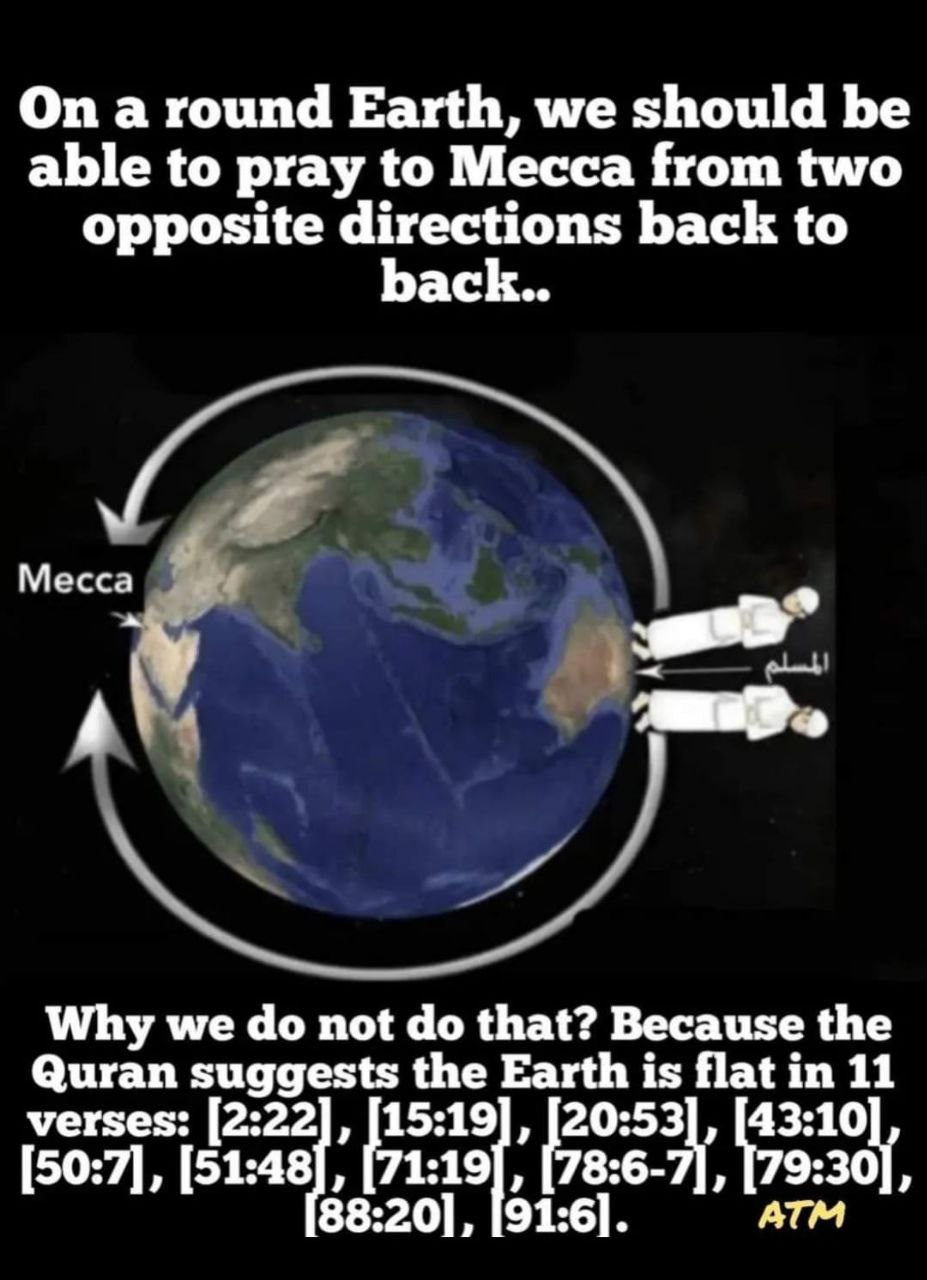 On a round Earth, we should be
able to pray to Mecca from two
opposite directions back to
back..
Mecca
المسلم
Why we do not do that? Because the
Quran suggests the Earth is flat in 11
verses: [2:22], [15:19], [20:53], [43:10],
[50:7], [51:48], [71:19], [78:6-7], [79:30],
[88:20], [91:6].
ATM